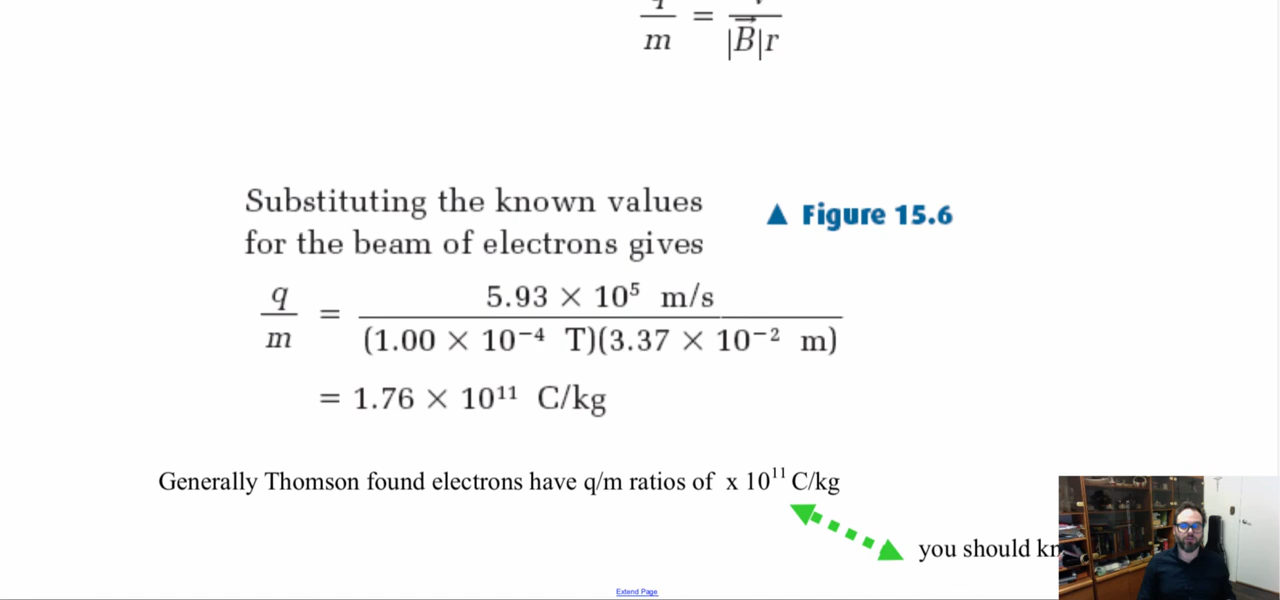 m = |B⃗|r
Substituting the known values ▲ Figure 15.6
for the beam of electrons gives
q/m = 5.93 × 10⁵ m/s / (1.00 × 10⁻⁴ T)(3.37 × 10⁻² m)
= 1.76 × 10¹¹ C/kg
Generally Thomson found electrons have q/m ratios of x 10¹¹ C/kg
you should
Extend Page